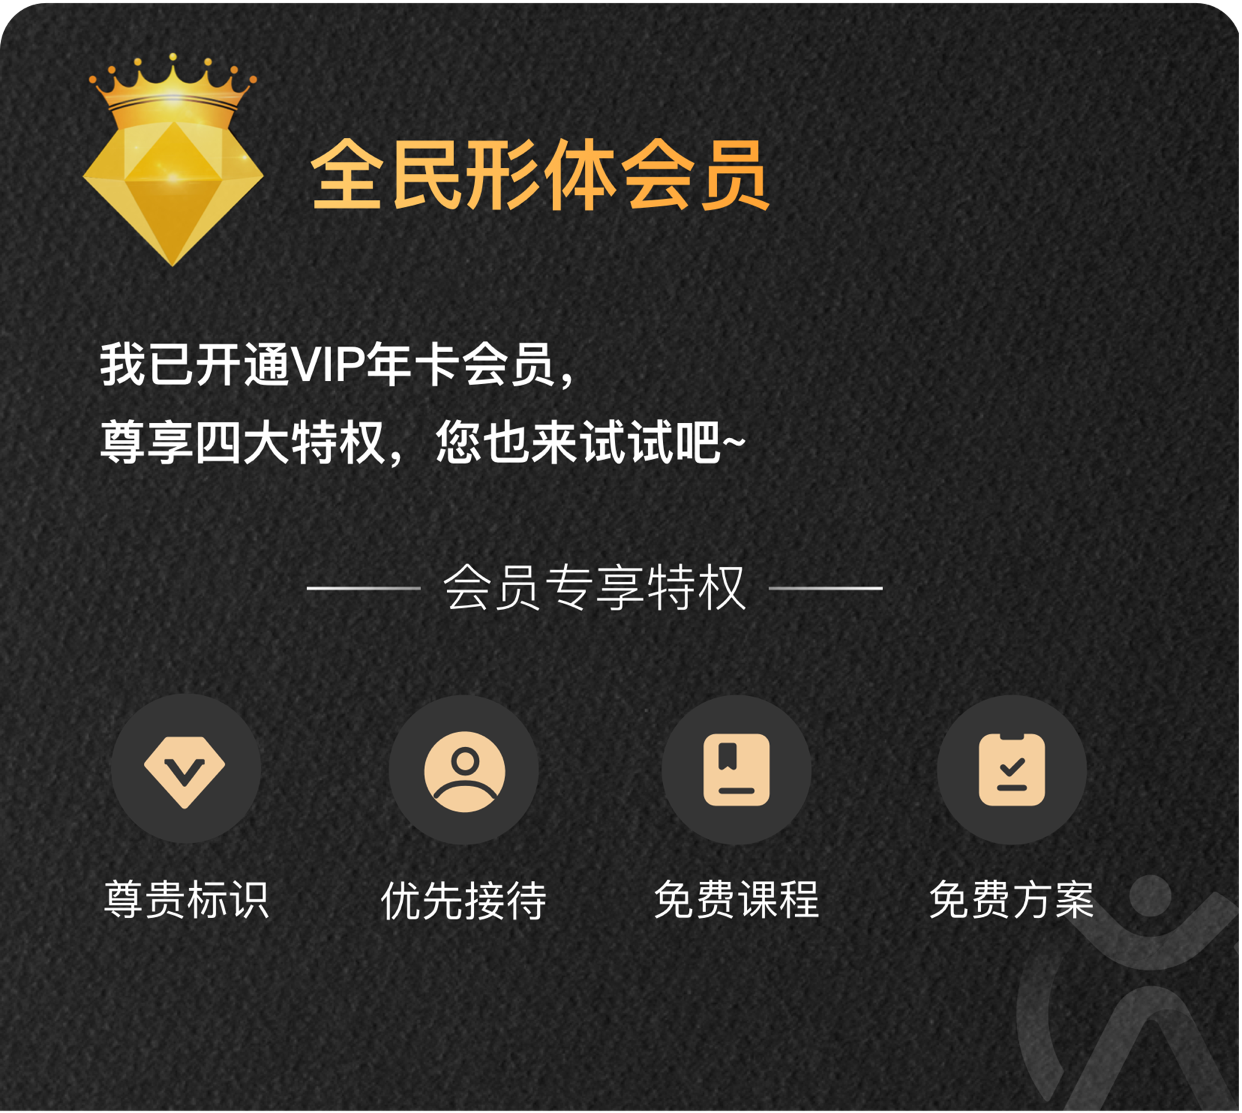 全民形体会员
我已开通VIP年卡会员，
尊享四大特权，您也来试试吧~
会员专享特权
尊贵标识
优先接待
免费课程
免费方案